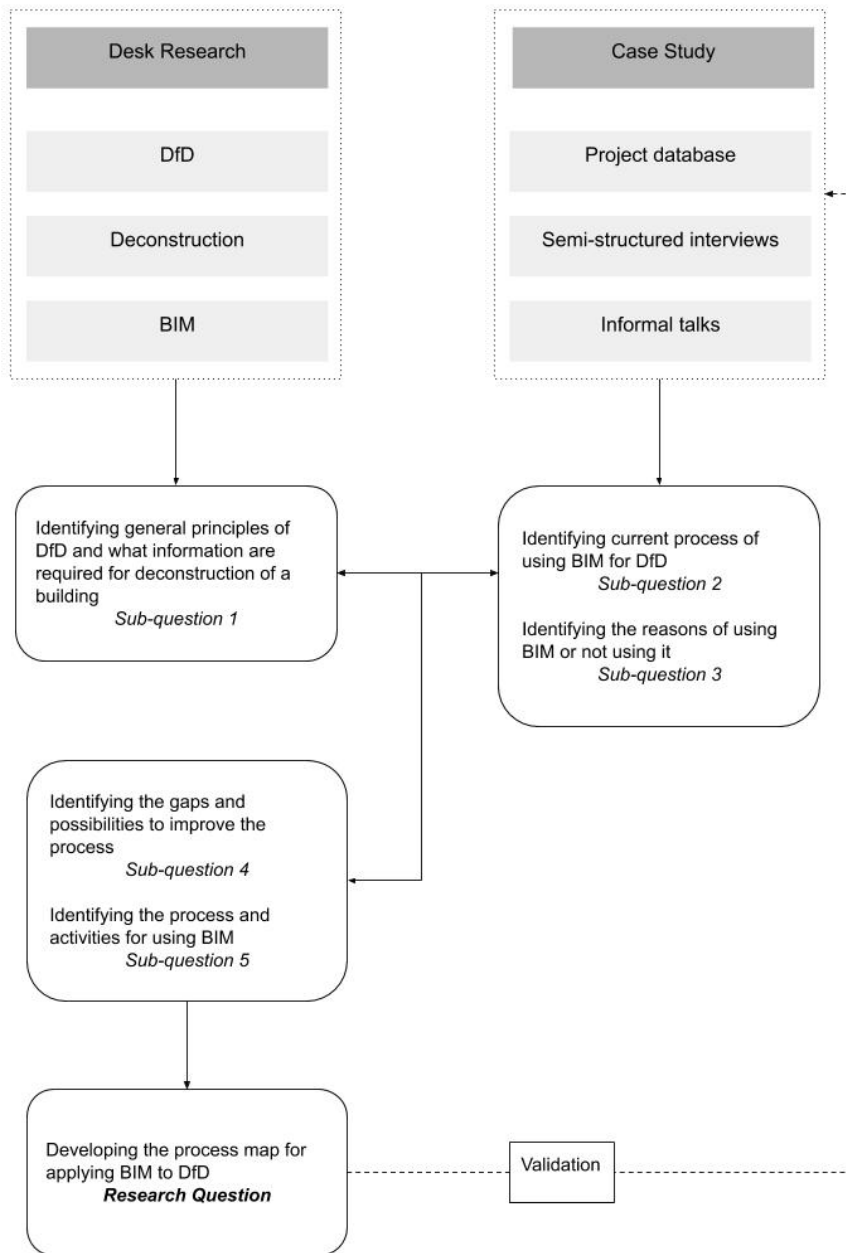 Desk Research
DfD
Deconstruction
BIM
Case Study
Project database
Semi-structured interviews
Informal talks
Identifying general principles of
DfD and what information are
required for deconstruction of a
building
Sub-question 1
Identifying current process of
using BIM for DfD
Sub-question 2
Identifying the reasons of using
BIM or not using it
Sub-question 3
Identifying the gaps and
possibilities to improve the
process
Sub-question 4
Identifying the process and
activities for using BIM
Sub-question 5
Developing the process map for
applying BIM to DfD
Research Question
Validation